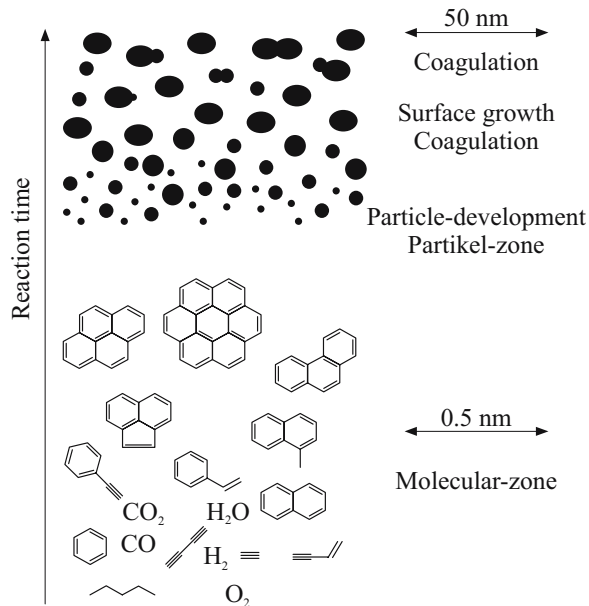 50 nm
Coagulation
Surface growth
Coagulation
Particle-development
Partikel-zone
Reaction time
0.5 nm
Molecular-zone
CO₂
H₂O
CO
H₂
O₂